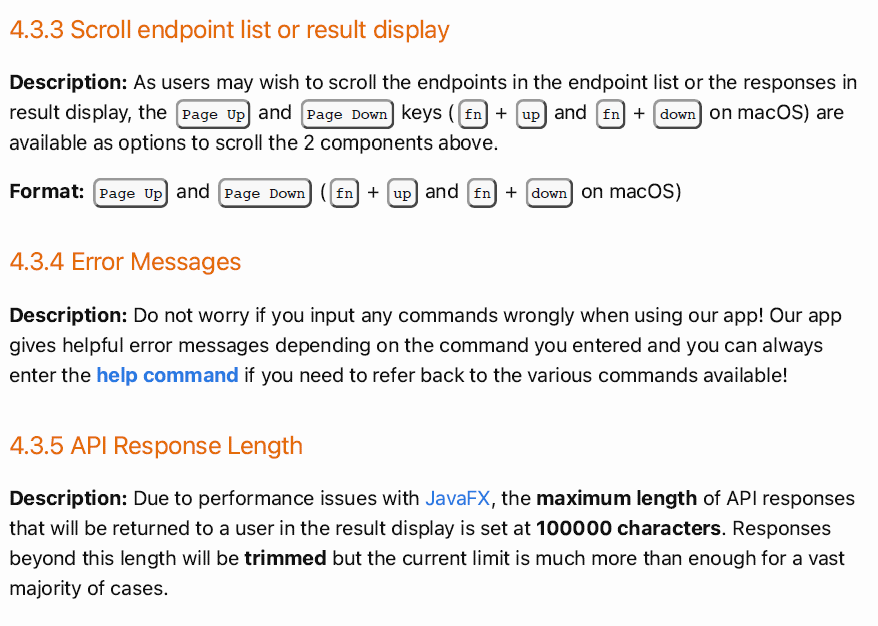 4.3.3 Scroll endpoint list or result display
Description: As users may wish to scroll the endpoints in the endpoint list or the responses in
result display, the Page Up and Page Down keys ( fn + up and fn + down on macOS) are
available as options to scroll the 2 components above.
Format: Page Up and Page Down ( fn + up and fn + down on macOS)
4.3.4 Error Messages
Description: Do not worry if you input any commands wrongly when using our app! Our app
gives helpful error messages depending on the command you entered and you can always
enter the help command if you need to refer back to the various commands available!
4.3.5 API Response Length
Description: Due to performance issues with JavaFX, the maximum length of API responses
that will be returned to a user in the result display is set at 100000 characters. Responses
beyond this length will be trimmed but the current limit is much more than enough for a vast
majority of cases.